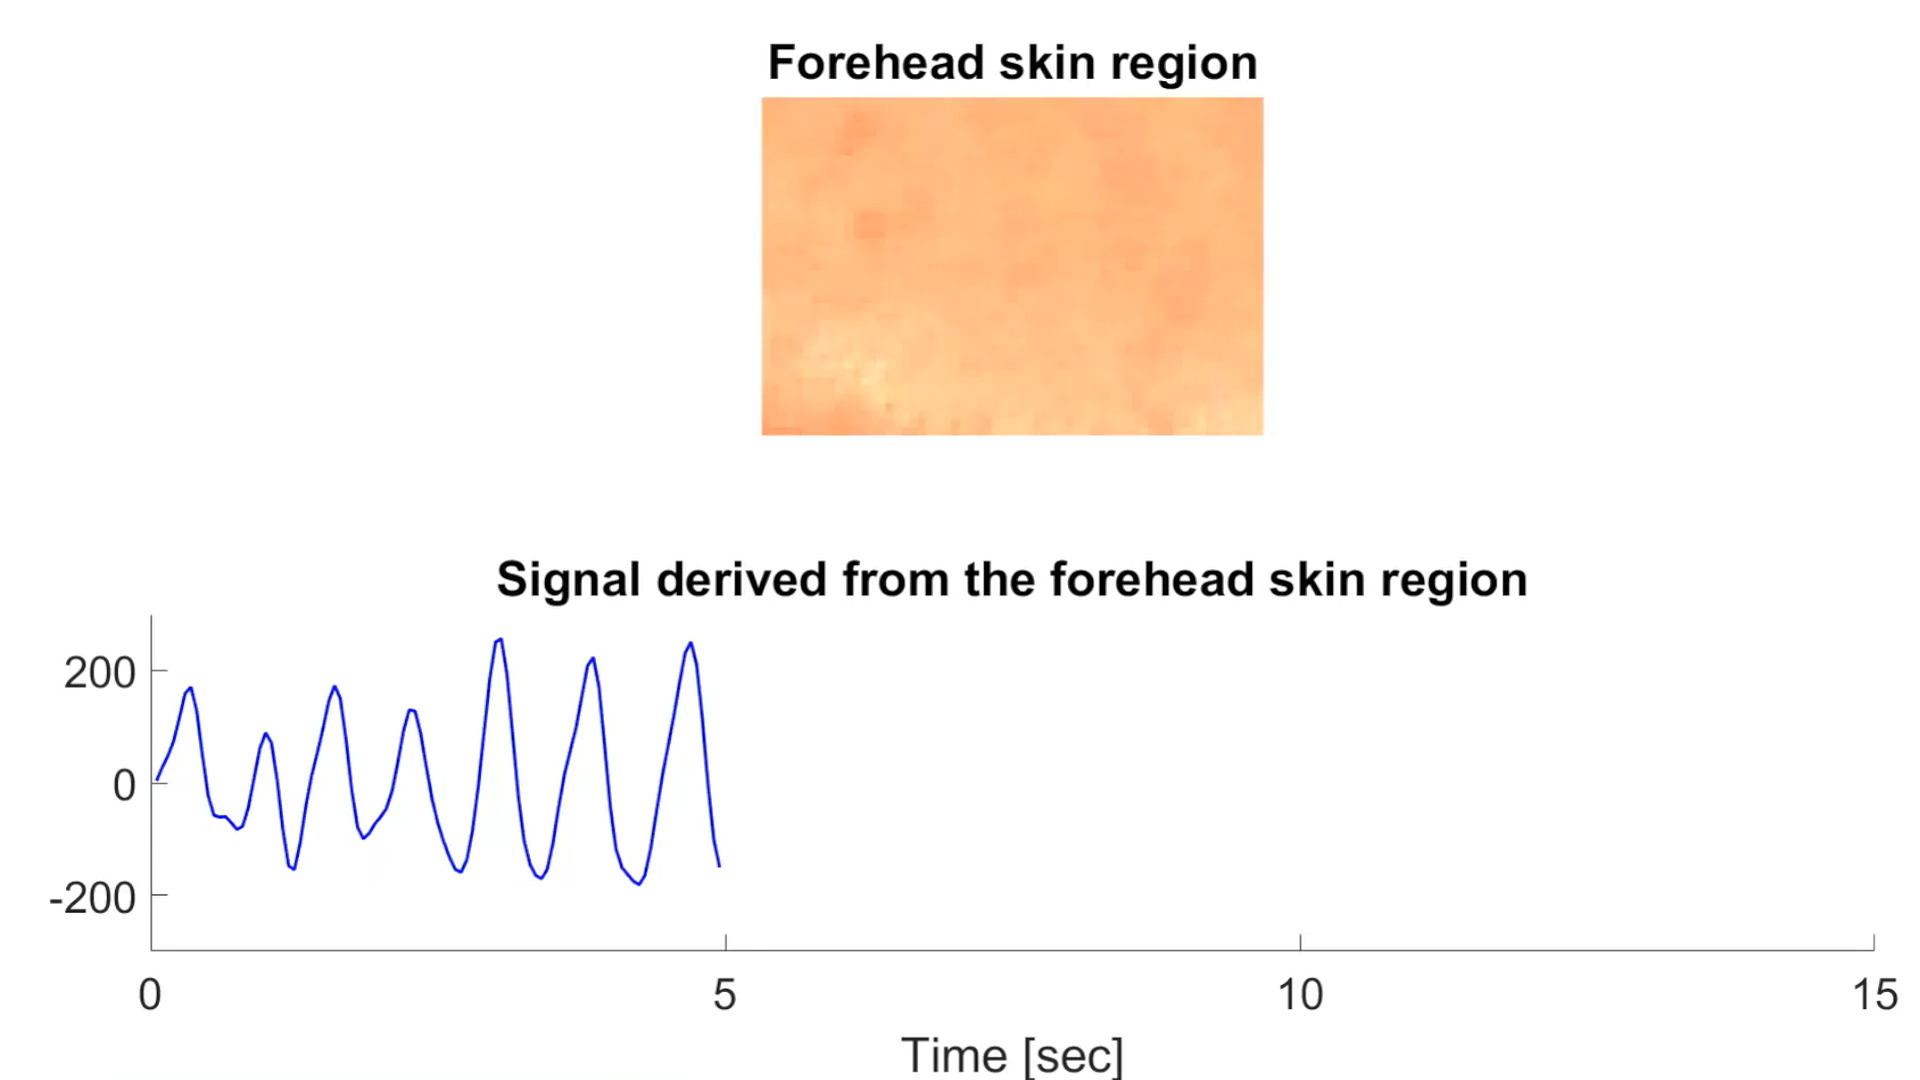 Forehead skin region
Signal derived from the forehead skin region
200
0
-200
0 5 10 15
Time [sec]